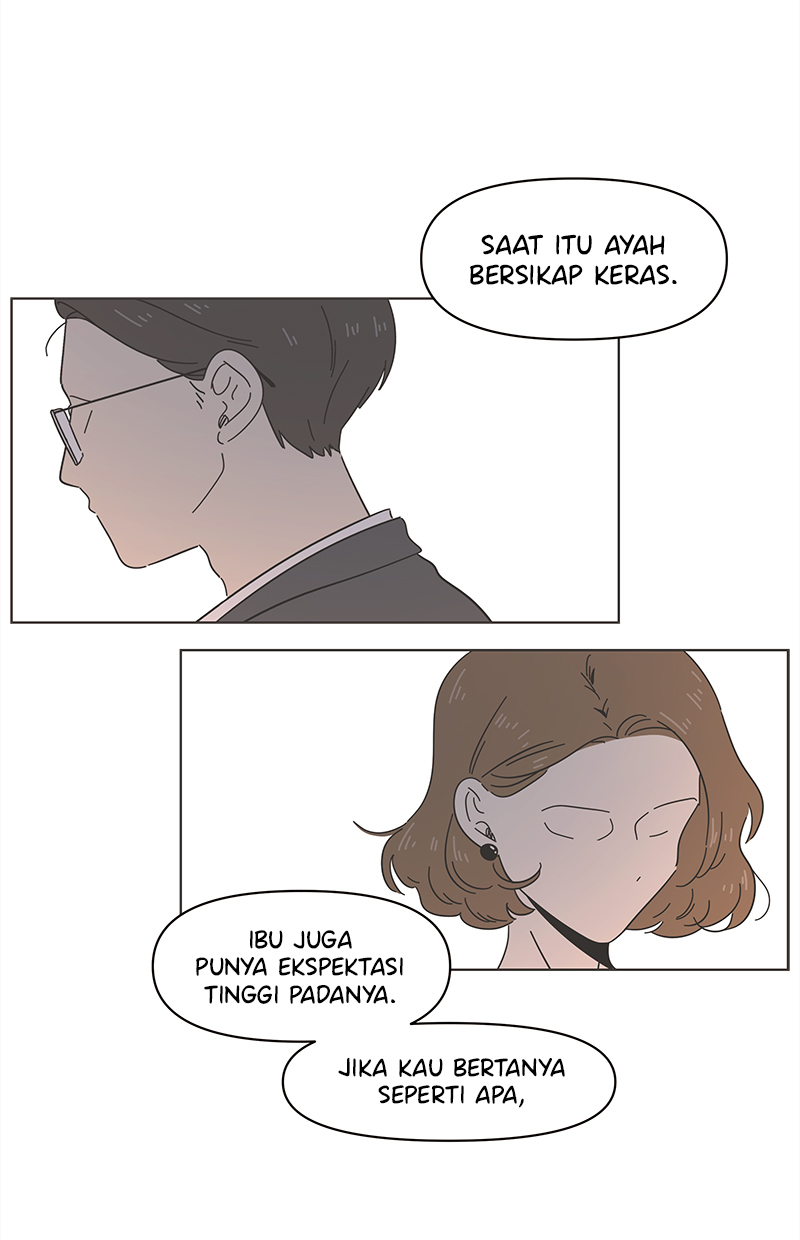 SAAT ITU AYAH
BERSIKAP KERAS.
IBU JUGA
PUNYA EKSPEKTASI
TINGGI PADANYA.
JIKA KAU BERTANYA
SEPERTI APA,